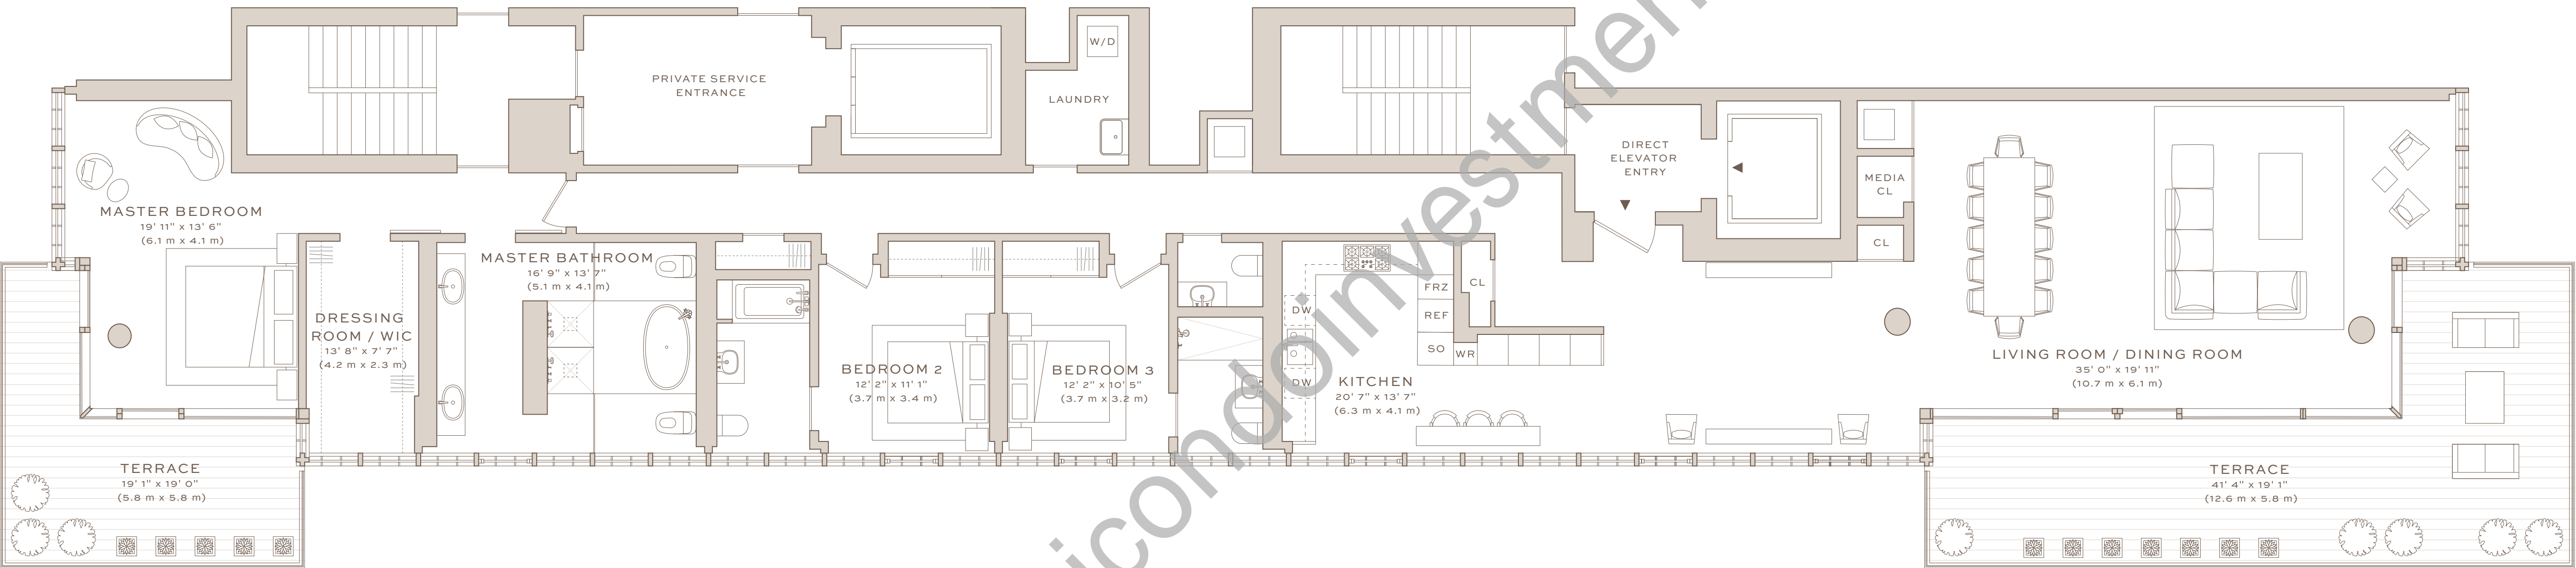 W/D
PRIVATE SERVICE
ENTRANCE
LAUNDRY
DIRECT
ELEVATOR
ENTRY
MEDIA
CL
CL
MASTER BEDROOM
19' 11" x 13' 6"
(6.1 m x 4.1 m)
MASTER BATHROOM
16' 9" x 13' 7"
(5.1 m x 4.1 m)
DRESSING
ROOM / WIC
13' 8" x 7' 7"
(4.2 m x 2.3 m)
BEDROOM 2
12' 2" x 11' 1"
(3.7 m x 3.4 m)
BEDROOM 3
12' 2" x 10' 5"
(3.7 m x 3.2 m)
DW
DW
FRZ
REF
SO
WR
CL
KITCHEN
20' 7" x 13' 7"
(6.3 m x 4.1 m)
LIVING ROOM / DINING ROOM
35' 0" x 19' 11"
(10.7 m x 6.1 m)
TERRACE
19' 1" x 19' 0"
(5.8 m x 5.8 m)
TERRACE
41' 4" x 19' 1"
(12.6 m x 5.8 m)
icondoinvestmen